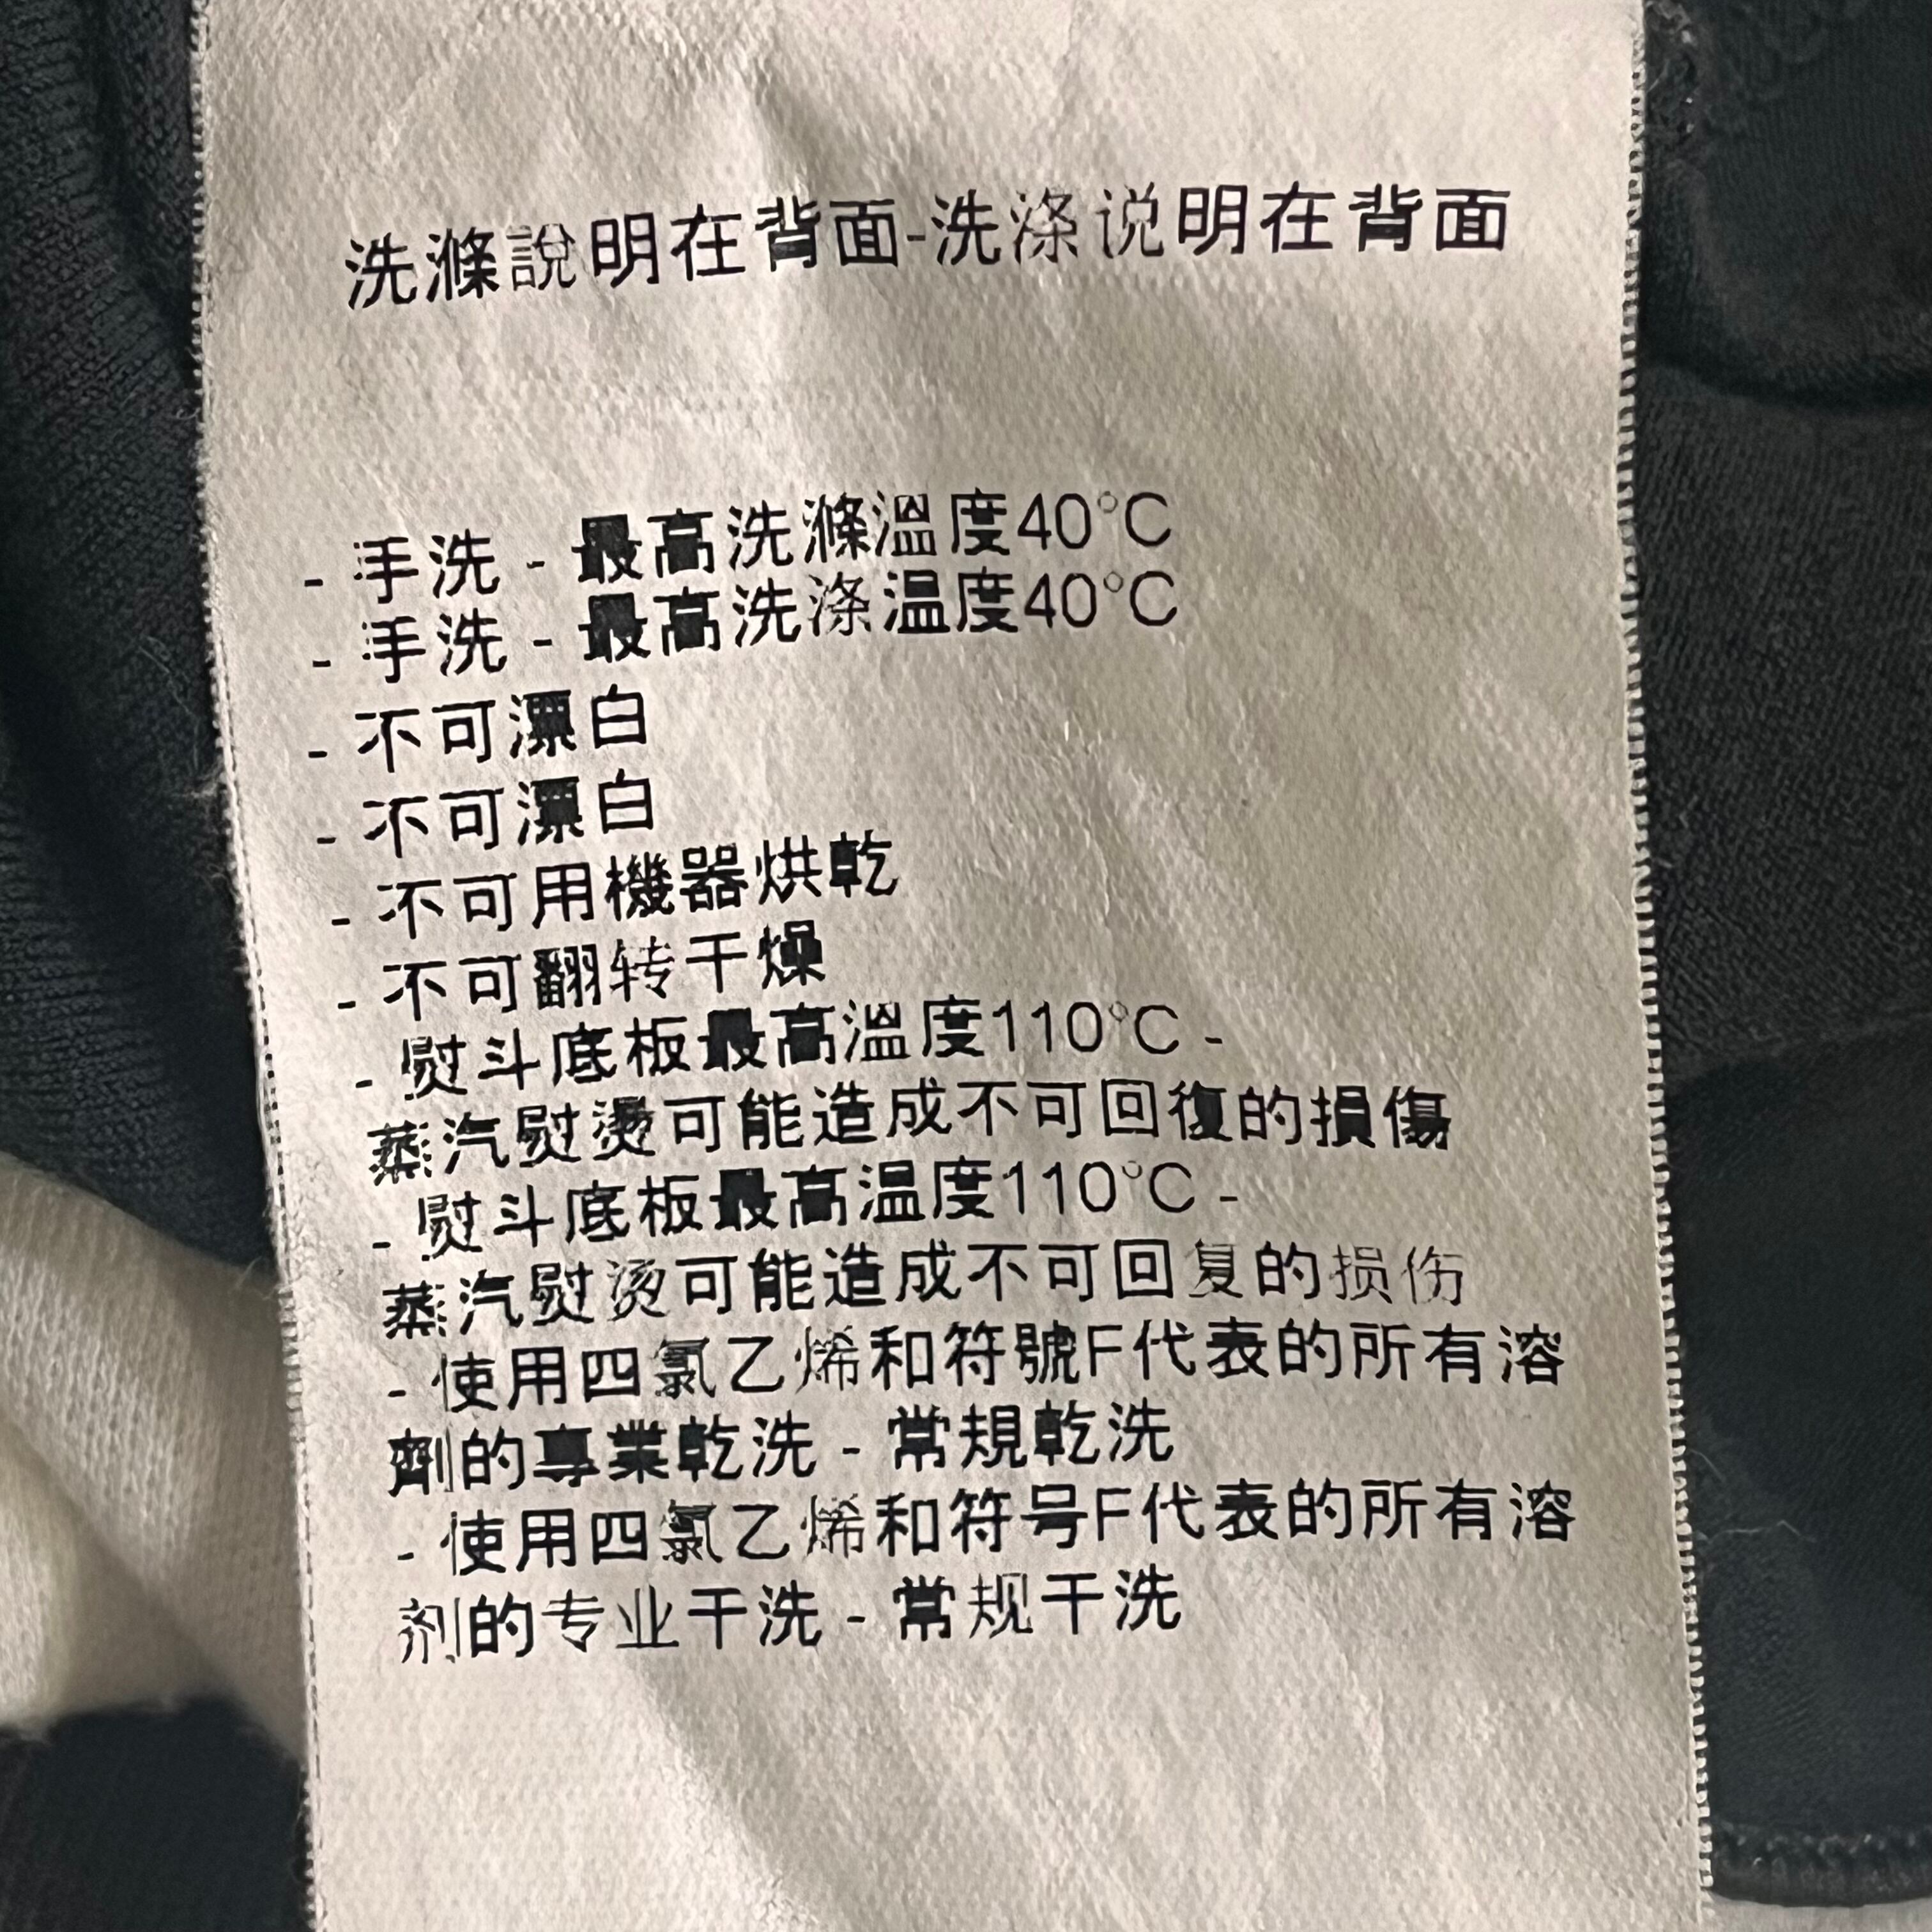 洗滌說明在背面-洗涤说明在背面
- 手洗 - 最高洗滌溫度40°C
- 手洗 - 最高洗涤温度40°C
- 不可漂白
- 不可漂白
- 不可用機器烘乾
- 不可翻转干燥
- 熨斗底板最高溫度110°C -
蒸汽熨燙可能造成不可回復的損傷
- 熨斗底板最高温度110°C -
蒸汽熨烫可能造成不可回复的损伤
- 使用四氯乙烯和符號F代表的所有溶
劑的專業乾洗 - 常規乾洗
- 使用四氯乙烯和符号F代表的所有溶
剂的专业干洗 - 常规干洗